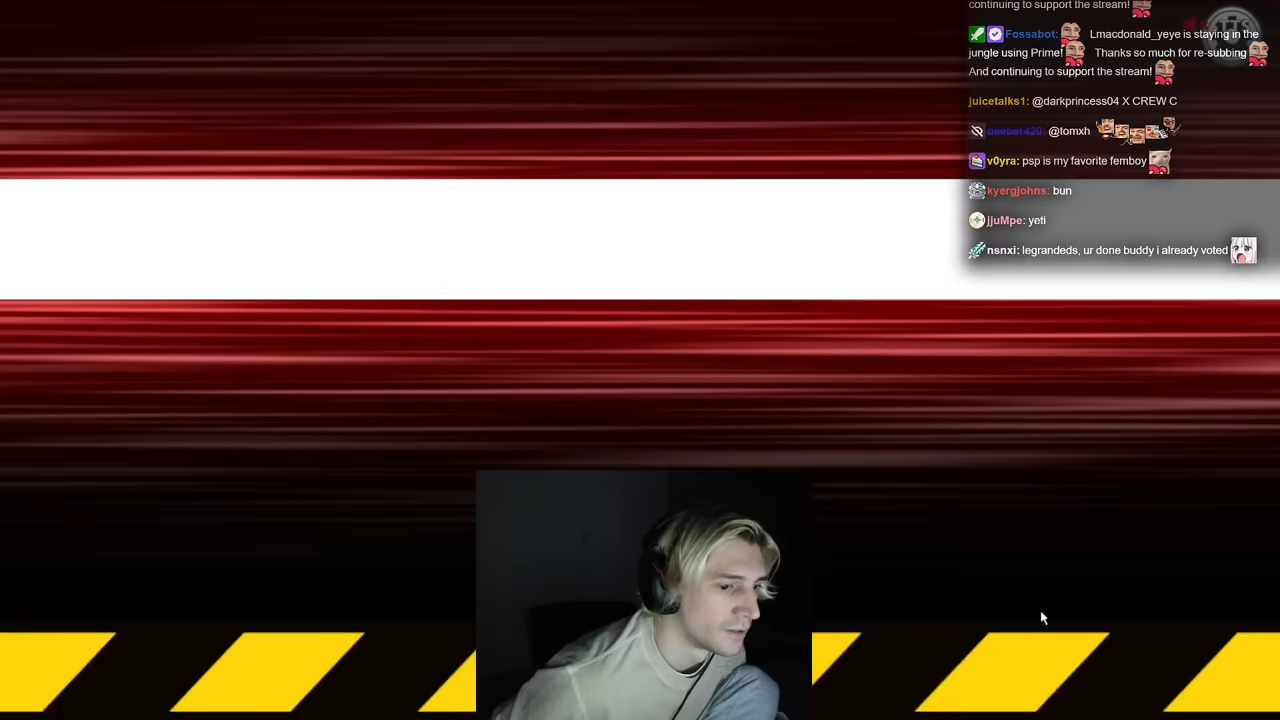 continuing to support the stream!
Fossabot: Lmacdonald_yeye is staying in the
jungle using Prime! Thanks so much for re-subbing
And continuing to support the stream!
juicetalks1: @darkprincess04 X CREW C
beeber420: @tomxh
v0yra: psp is my favorite femboy
kyergjohns: bun
jjuMpe: yeti
nsnxi: legrandeds, ur done buddy i already voted